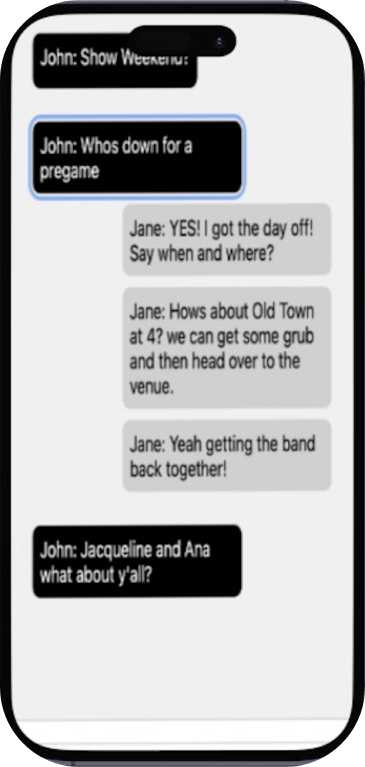 John: Show Weekend?
John: Whos down for a
pregame
Jane: YES! I got the day off!
Say when and where?
Jane: Hows about Old Town
at 4? we can get some grub
and then head over to the
venue.
Jane: Yeah getting the band
back together!
John: Jacqueline and Ana
what about y'all?